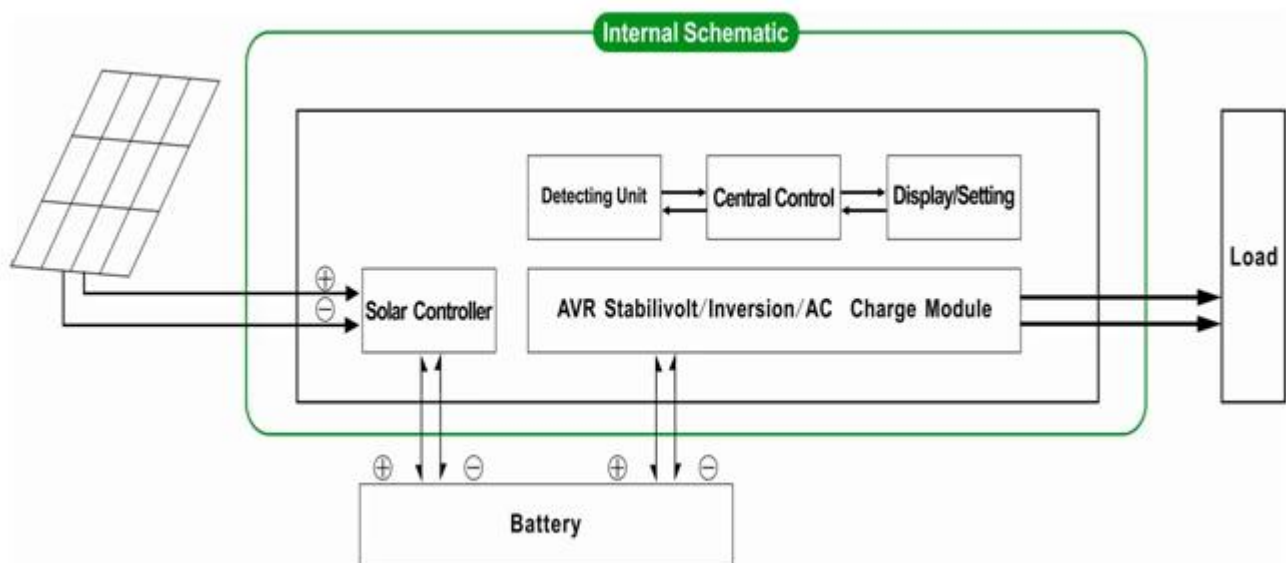 Internal Schematic
Detecting Unit
Central Control
Display/Setting
Load
⊕
⊖
Solar Controller
AVR Stabilivolt/Inversion/AC Charge Module
⊕ ⊖ ⊕ ⊖
Battery